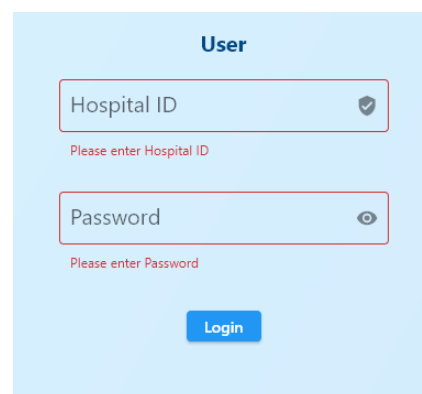 User
Hospital ID
Please enter Hospital ID
Password
Please enter Password
Login